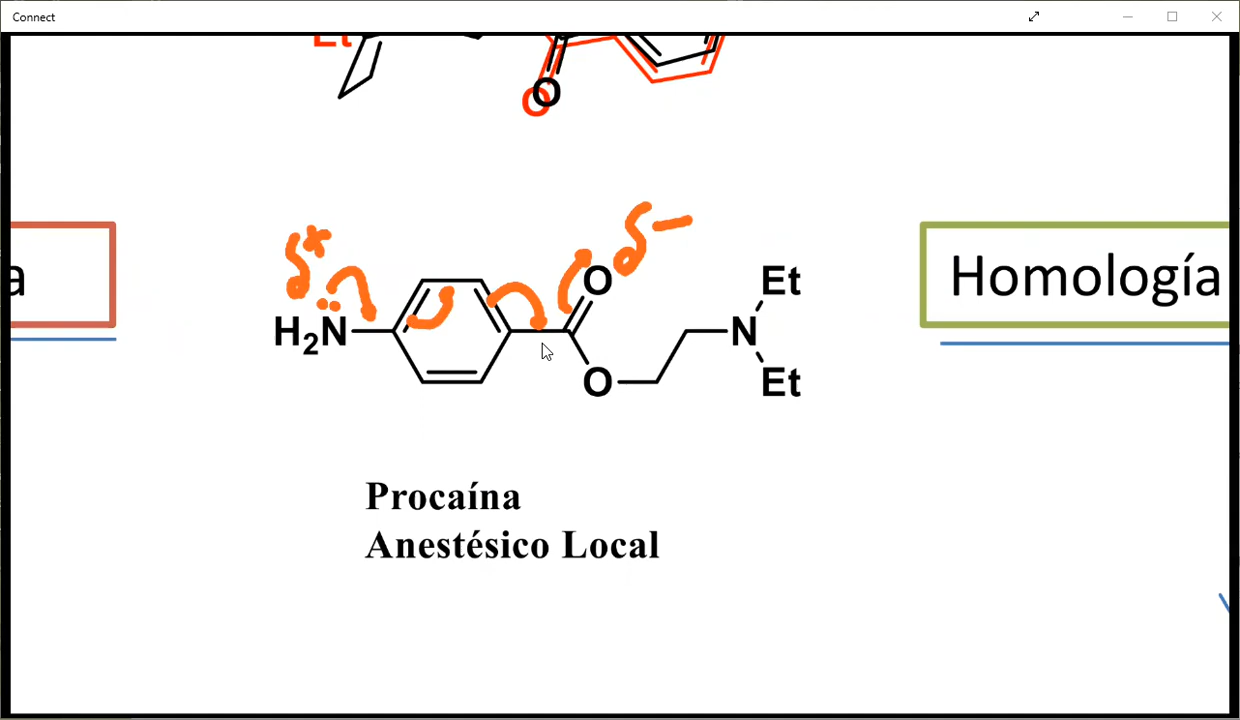 Connect
Et
O
O
δ+
δ−
a
Homología
O
Et
H2N
N
O
Et
Procaína
Anestésico Local